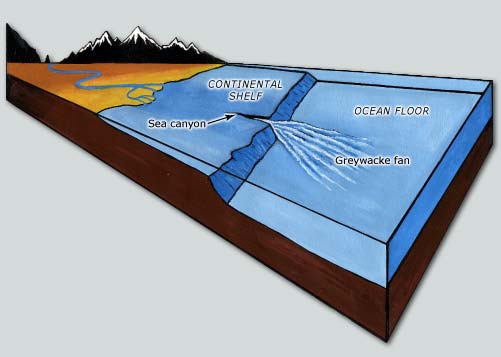 CONTINENTAL
SHELF
OCEAN FLOOR
Sea canyon
Greywacke fan